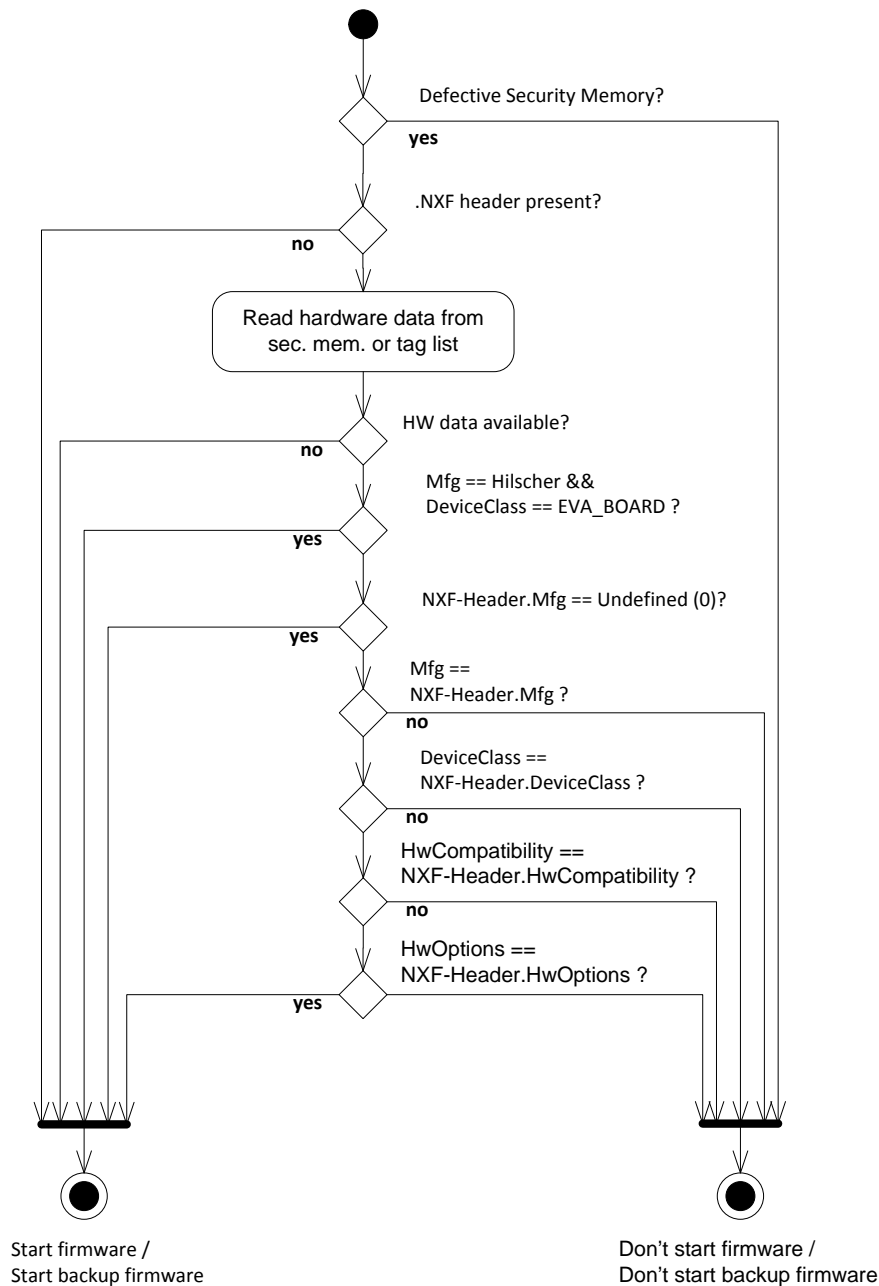 Defective Security Memory?
yes
.NXF header present?
no
Read hardware data from
sec. mem. or tag list
HW data available?
no
Mfg == Hilscher &&
DeviceClass == EVA_BOARD ?
yes
NXF-Header.Mfg == Undefined (0)?
yes
Mfg ==
NXF-Header.Mfg ?
no
DeviceClass ==
NXF-Header.DeviceClass ?
no
HwCompatibility ==
NXF-Header.HwCompatibility ?
no
HwOptions ==
NXF-Header.HwOptions ?
yes
Start firmware /
Start backup firmware
Don't start firmware /
Don't start backup firmware